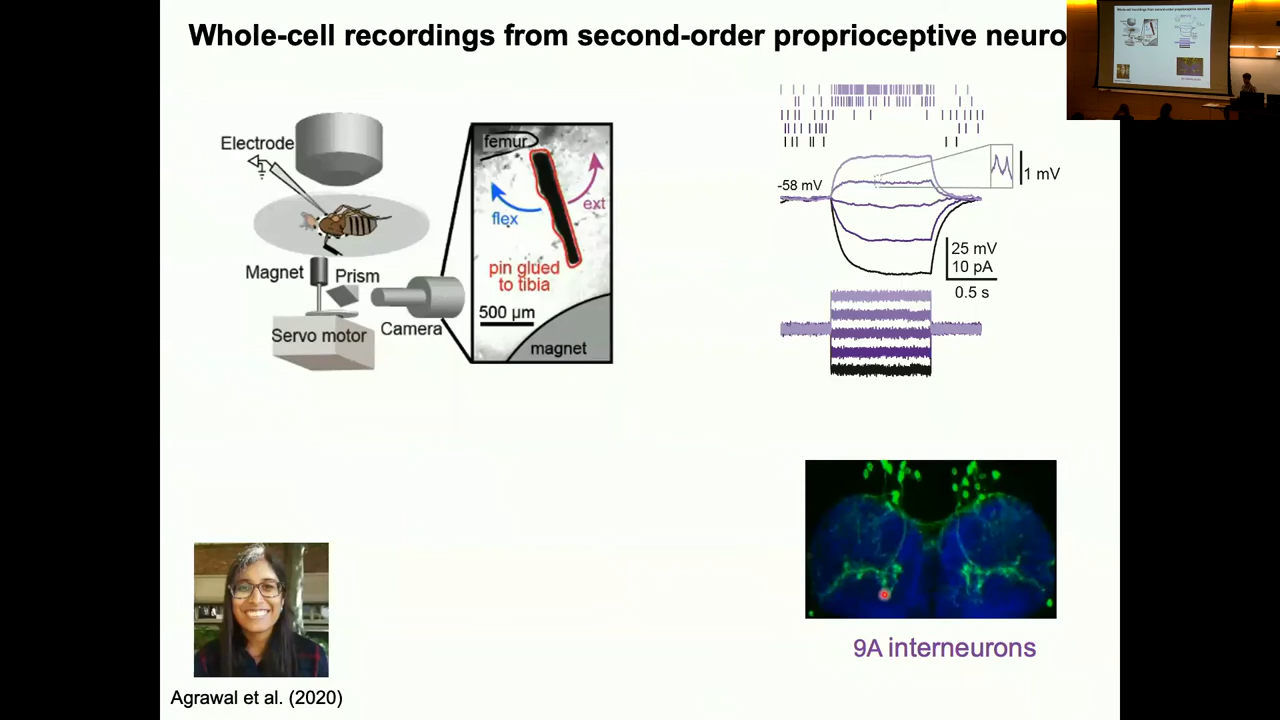 Whole-cell recordings from second-order proprioceptive neuro
Electrode
Magnet
Prism
Servo motor
Camera
femur
flex
ext
pin glued
to tibia
500 µm
magnet
-58 mV
1 mV
25 mV
10 pA
0.5 s
9A interneurons
Agrawal et al. (2020)